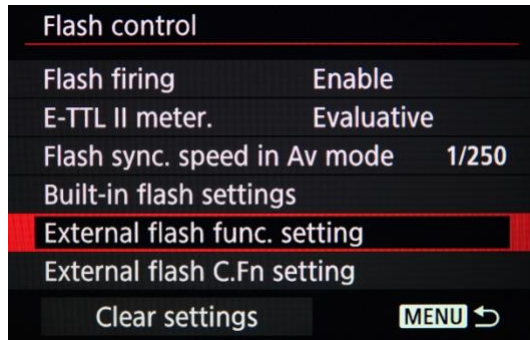 Flash control
Flash firing Enable
E-TTL II meter. Evaluative
Flash sync. speed in Av mode 1/250
Built-in flash settings
External flash func. setting
External flash C.Fn setting
Clear settings MENU